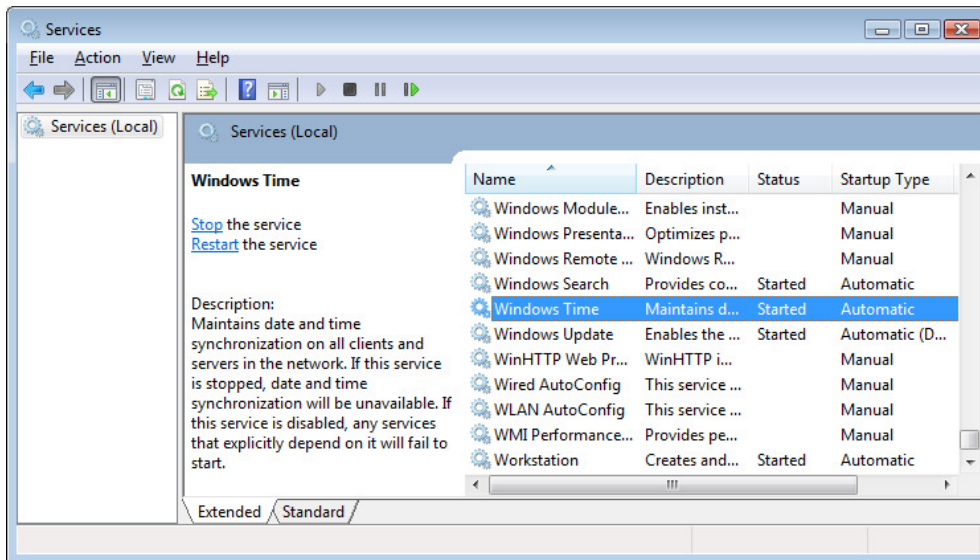 Services
File Action View Help
Services (Local)
Services (Local)
Windows Time
Stop the service
Restart the service
Description:
Maintains date and time
synchronization on all clients and
servers in the network. If this service
is stopped, date and time
synchronization will be unavailable. If
this service is disabled, any services
that explicitly depend on it will fail to
start.
Name Description Status Startup Type
Windows Module... Enables inst... Manual
Windows Presenta... Optimizes p... Manual
Windows Remote ... Windows R... Manual
Windows Search Provides co... Started Automatic
Windows Time Maintains d... Started Automatic
Windows Update Enables the ... Started Automatic (D...
WinHTTP Web Pr... WinHTTP i... Manual
Wired AutoConfig This service ... Manual
WLAN AutoConfig This service ... Manual
WMI Performance... Provides pe... Manual
Workstation Creates and... Started Automatic
Extended Standard